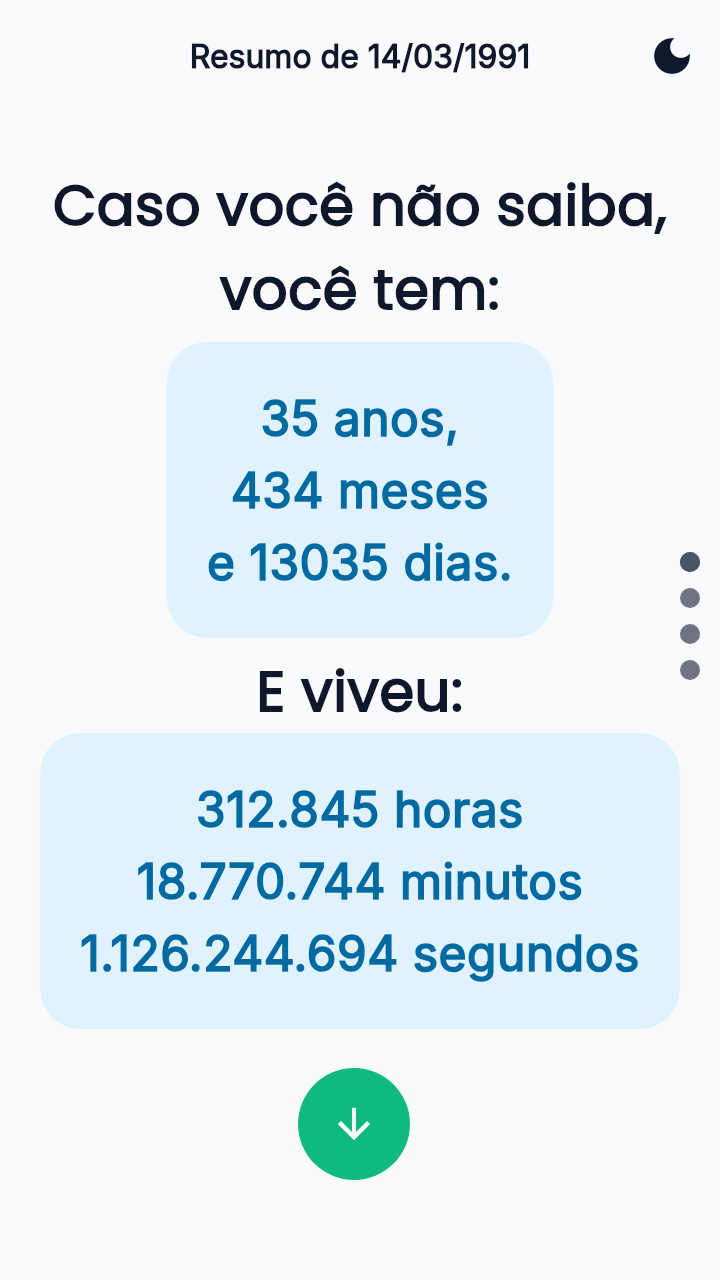 Resumo de 14/03/1991
Caso você não saiba,
você tem:
35 anos,
434 meses
e 13035 dias.
E viveu:
312.845 horas
18.770.744 minutos
1.126.244.694 segundos